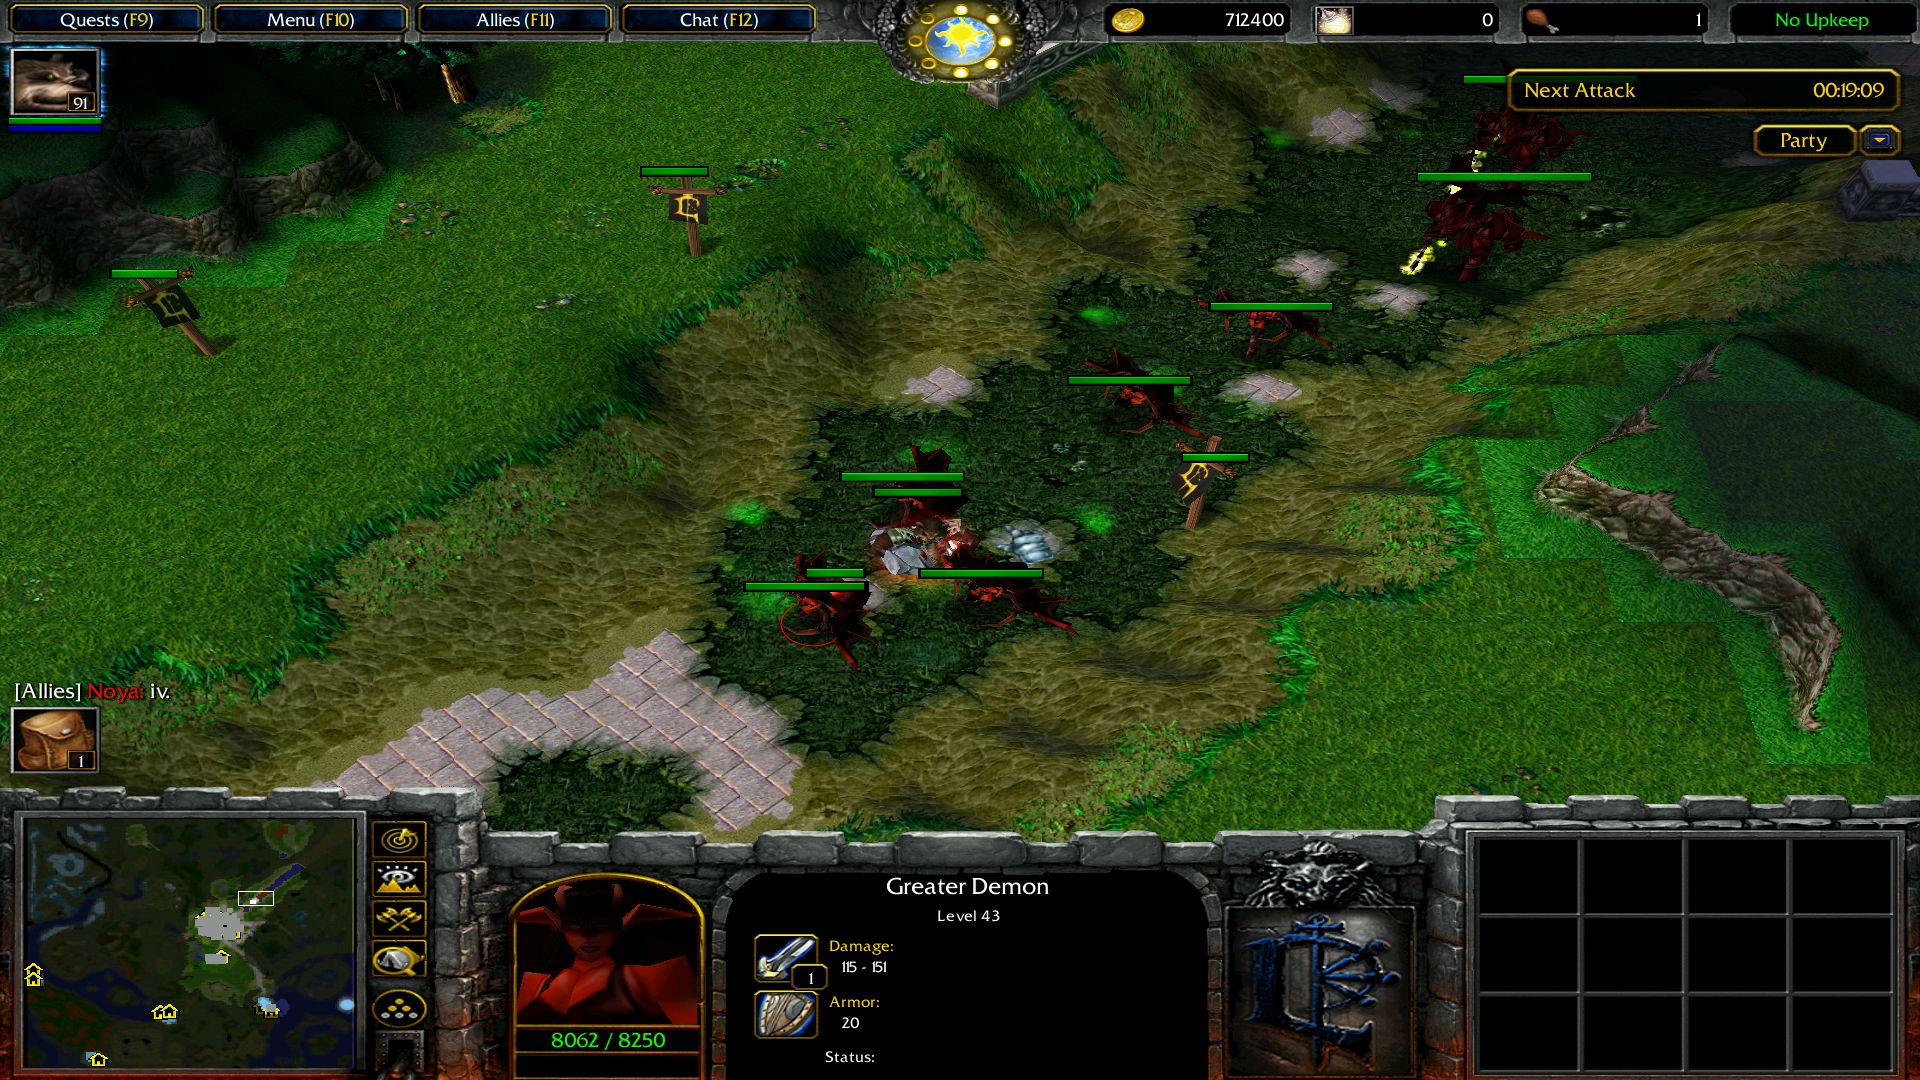 Quests (F9)
Menu (F10)
Allies (F11)
Chat (F12)
712400
0
1
No Upkeep
91
Next Attack 00:19:09
Party
[Allies] Noya: iv.
1
Greater Demon
Level 43
Damage:
115 - 151
1
Armor:
20
Status:
8062 / 8250